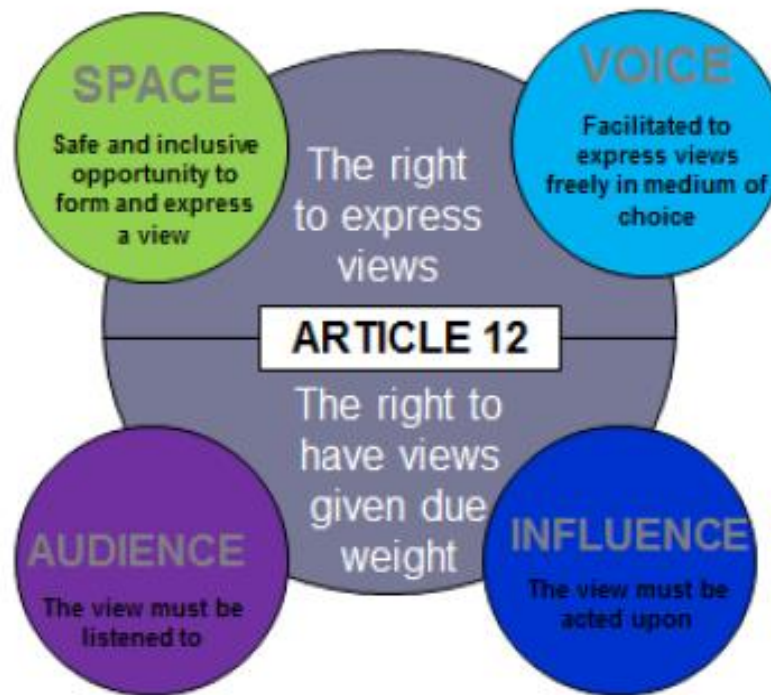 SPACE
Safe and inclusive
opportunity to
form and express
a view
VOICE
Facilitated to
express views
freely in medium of
choice
The right
to express
views
ARTICLE 12
The right to
have views
given due
weight
AUDIENCE
The view must be
listened to
INFLUENCE
The view must be
acted upon